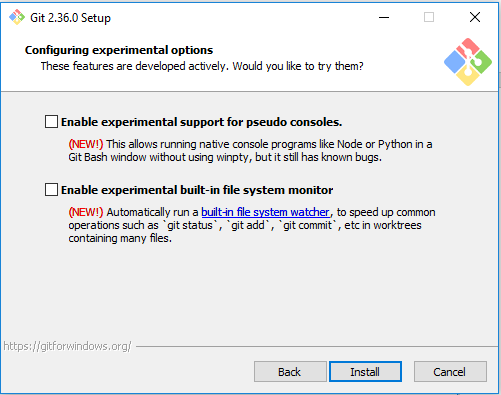 Git 2.36.0 Setup
Configuring experimental options
These features are developed actively. Would you like to try them?
Enable experimental support for pseudo consoles.
(NEW!) This allows running native console programs like Node or Python in a
Git Bash window without using winpty, but it still has known bugs.
Enable experimental built-in file system monitor
(NEW!) Automatically run a built-in file system watcher, to speed up common
operations such as `git status`, `git add`, `git commit`, etc in worktrees
containing many files.
https://gitforwindows.org/
Back
Install
Cancel